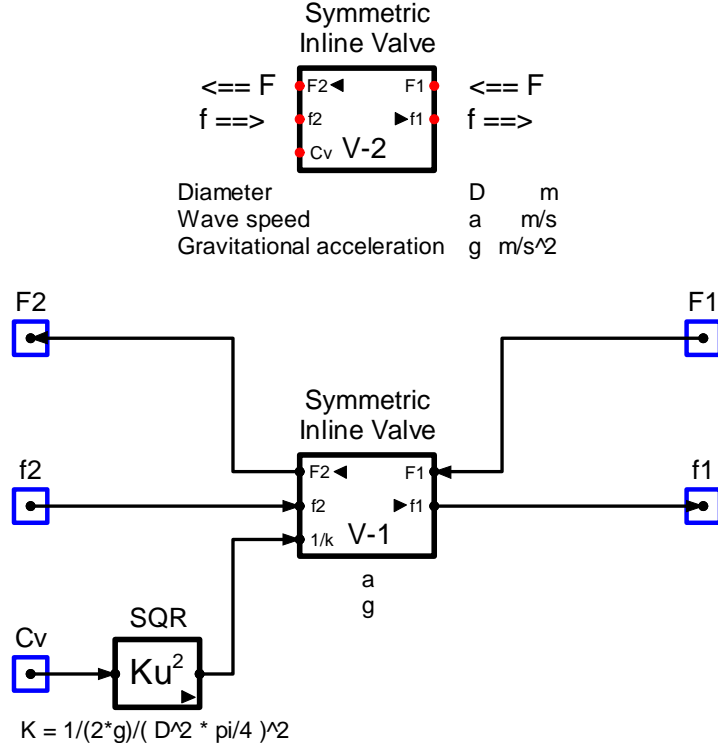 Symmetric
Inline Valve
<== F F2 F1 <== F
f ==> f2 f1 f ==>
Cv V-2
Diameter D m
Wave speed a m/s
Gravitational acceleration g m/s^2
F2 F1
Symmetric
Inline Valve
f2 F2 F1 f1
f2 f1
1/k V-1
a
g
SQR
Cv
Ku²
K = 1/(2*g)/( D^2 * pi/4 )^2